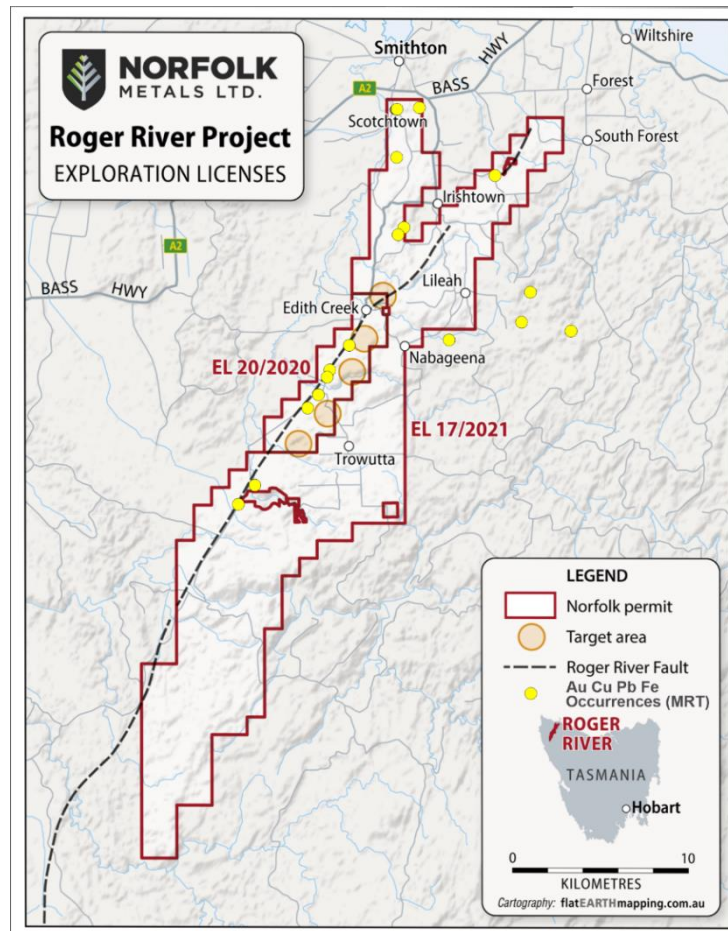 NORFOLK
METALS LTD.
Roger River Project
EXPLORATION LICENSES
Smithton
Wiltshire
BASS
HWY
A2
Forest
Scotchtown
South Forest
Irishtown
A2
BASS
HWY
Lileah
Edith Creek
Nabageena
EL 20/2020
EL 17/2021
Trowutta
LEGEND
Norfolk permit
Target area
Roger River Fault
Au Cu Pb Fe
Occurrences (MRT)
ROGER
RIVER
TASMANIA
Hobart
0 10
KILOMETRES
Cartography: flatEARTHmapping.com.au